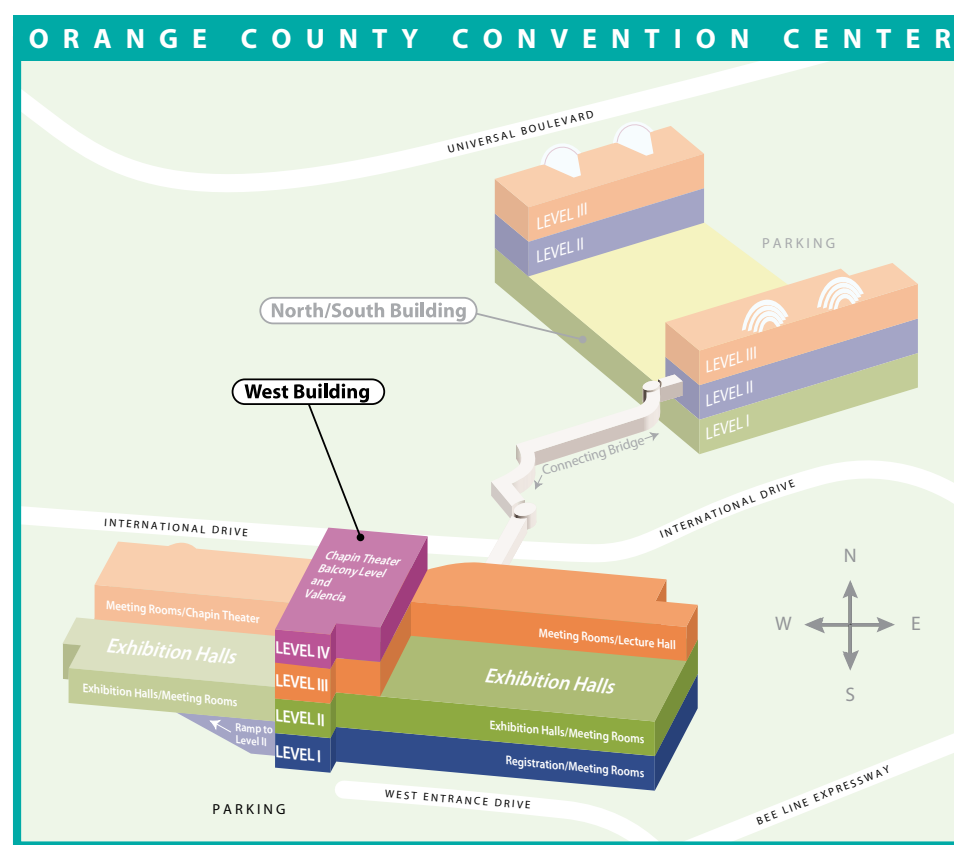 ORANGE COUNTY CONVENTION CENTER
UNIVERSAL BOULEVARD
LEVEL III
LEVEL II
PARKING
North/South Building
LEVEL III
LEVEL II
LEVEL I
West Building
Connecting Bridge
INTERNATIONAL DRIVE
INTERNATIONAL DRIVE
Chapin Theater
Balcony Level
and
Valencia
N
W
E
S
Meeting Rooms/Chapin Theater
Meeting Rooms/Lecture Hall
Exhibition Halls
LEVEL IV
Exhibition Halls
LEVEL III
Exhibition Halls/Meeting Rooms
LEVEL II
Exhibition Halls/Meeting Rooms
Ramp to
Level II
LEVEL I
Registration/Meeting Rooms
WEST ENTRANCE DRIVE
PARKING
BEE LINE EXPRESSWAY